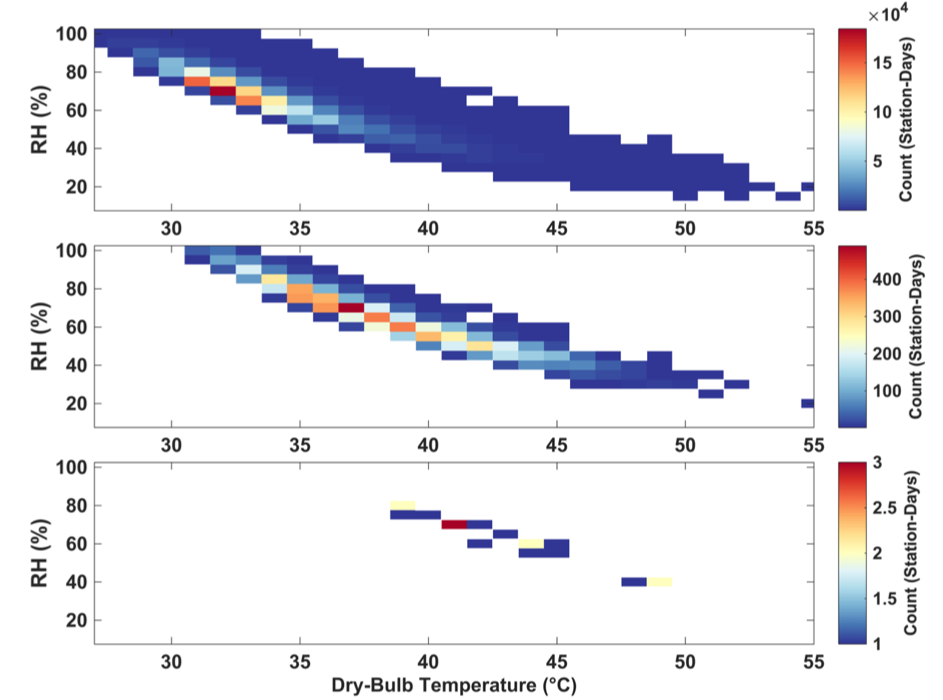 ×10⁴
100
80
60
40
20
RH (%)
30 35 40 45 50 55
15
10
5
Count (Station-Days)
100
80
60
40
20
RH (%)
30 35 40 45 50 55
400
300
200
100
Count (Station-Days)
100
80
60
40
20
RH (%)
30 35 40 45 50 55
3
2.5
2
1.5
1
Count (Station-Days)
Dry-Bulb Temperature (°C)